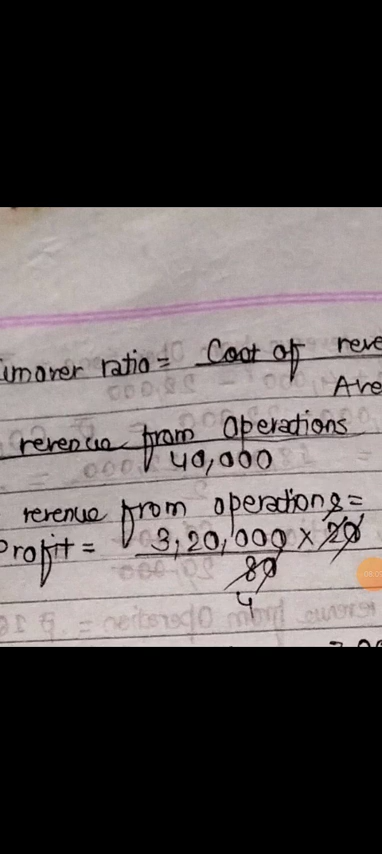 Turnover ratio = Cost of reve
Ave
revenue from Operations
40,000
revenue from operations =
Profit = 3,20,000 × 20
80
4